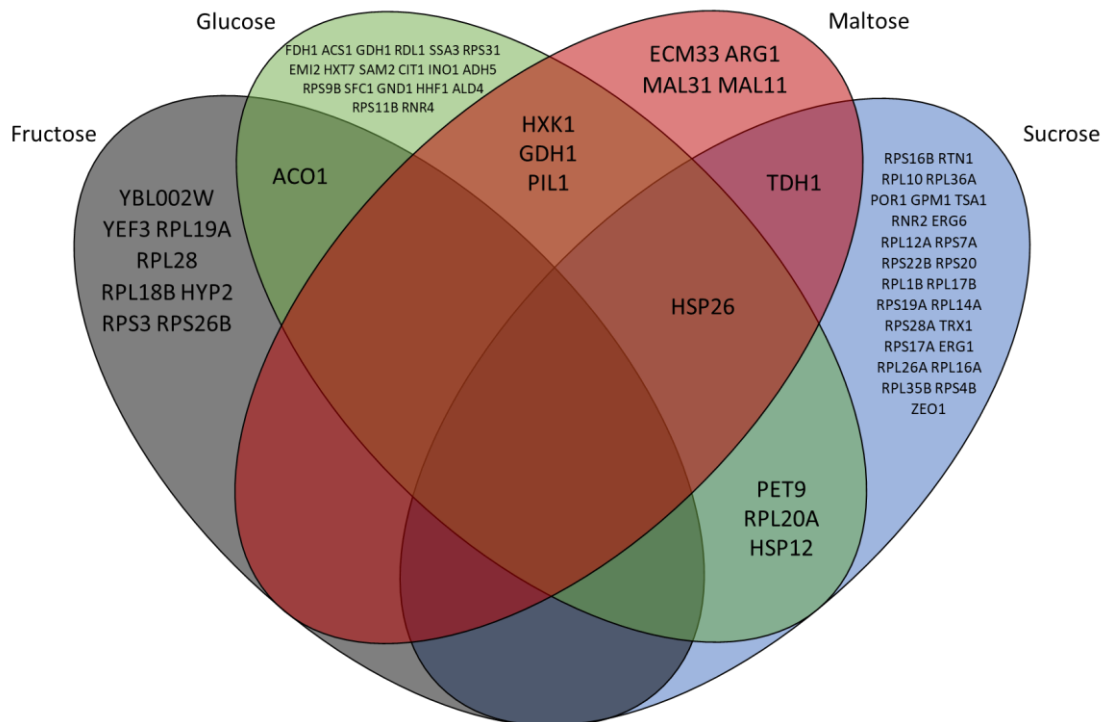 Glucose
Maltose
Fructose
Sucrose
FDH1 ACS1 GDH1 RDL1 SSA3 RPS31
EMI2 HXT7 SAM2 CIT1 INO1 ADH5
RPS9B SFC1 GND1 HHF1 ALD4
RPS11B RNR4
ECM33 ARG1
MAL31 MAL11
HXK1
GDH1
PIL1
ACO1
TDH1
YBL002W
YEF3 RPL19A
RPL28
RPL18B HYP2
RPS3 RPS26B
RPS16B RTN1
RPL10 RPL36A
POR1 GPM1 TSA1
RNR2 ERG6
RPL12A RPS7A
RPS22B RPS20
RPL1B RPL17B
RPS19A RPL14A
RPS28A TRX1
RPS17A ERG1
RPL26A RPL16A
RPL35B RPS4B
ZEO1
HSP26
PET9
RPL20A
HSP12